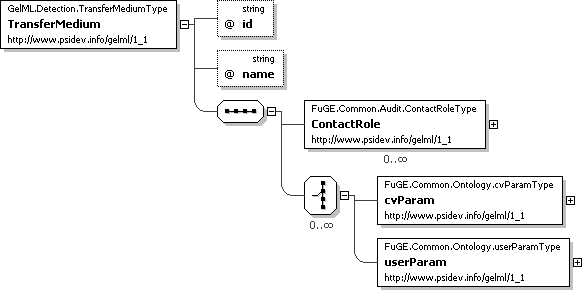 GelML.Detection.TransferMediumType
TransferMedium
http://www.psidev.info/gelml/1_1
string
@ id
string
@ name
FuGE.Common.Audit.ContactRoleType
ContactRole
http://www.psidev.info/gelml/1_1
0..∞
0..∞
FuGE.Common.Ontology.cvParamType
cvParam
http://www.psidev.info/gelml/1_1
FuGE.Common.Ontology.userParamType
userParam
http://www.psidev.info/gelml/1_1